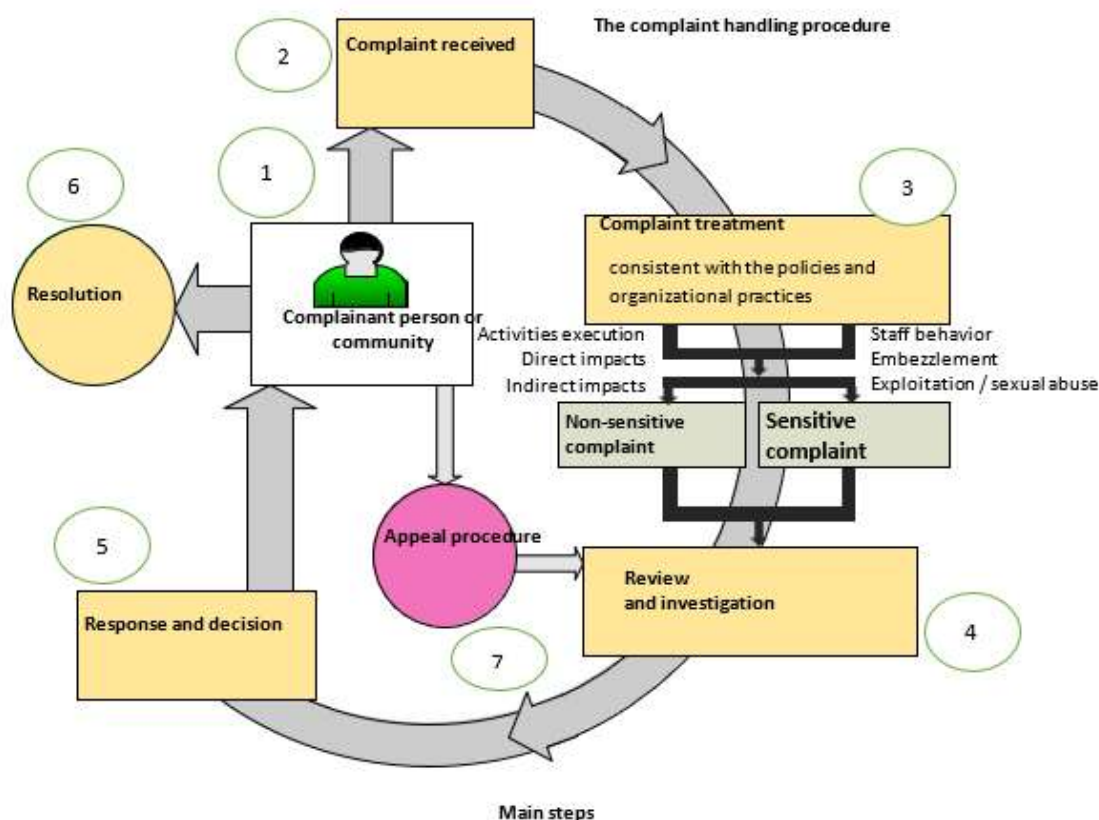 The complaint handling procedure
2
Complaint received
1
6
3
Complaint treatment
consistent with the policies and
organizational practices
Resolution
Complainant person or
community
Activities execution
Direct impacts
Indirect impacts
Staff behavior
Embezzlement
Exploitation / sexual abuse
Non-sensitive
complaint
Sensitive
complaint
5
Appeal procedure
Review
and investigation
Response and decision
4
7
Main steps